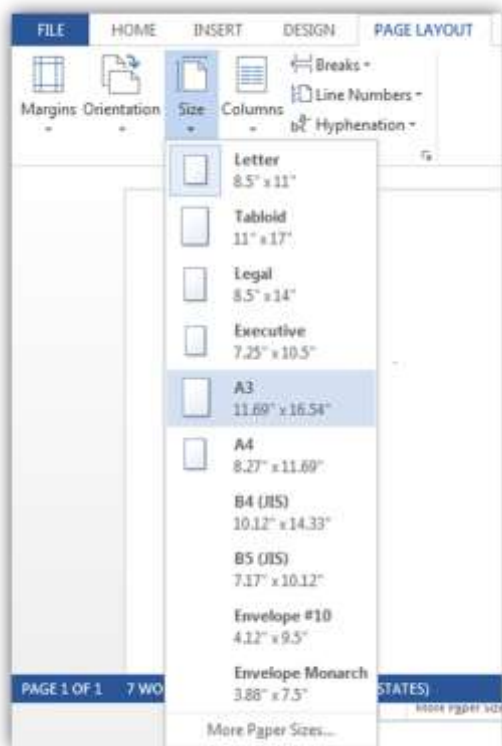 FILE HOME INSERT DESIGN PAGE LAYOUT
Margins Orientation Size Columns
Breaks
Line Numbers
Hyphenation
Letter
8.5" x 11"
Tabloid
11" x 17"
Legal
8.5" x 14"
Executive
7.25" x 10.5"
A3
11.69" x 16.54"
A4
8.27" x 11.69"
B4 (JIS)
10.12" x 14.33"
B5 (JIS)
7.17" x 10.12"
Envelope #10
4.12" x 9.5"
Envelope Monarch
3.88" x 7.5"
More Paper Sizes...
PAGE 1 OF 1 7 WO STATES)
More Paper Size